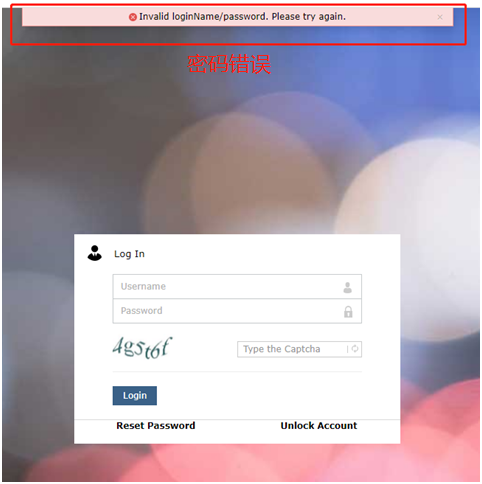 Invalid loginName/password. Please try again.
密码错误
Log In
Username
Password
4g5t6f
Type the Captcha
Login
Reset Password
Unlock Account